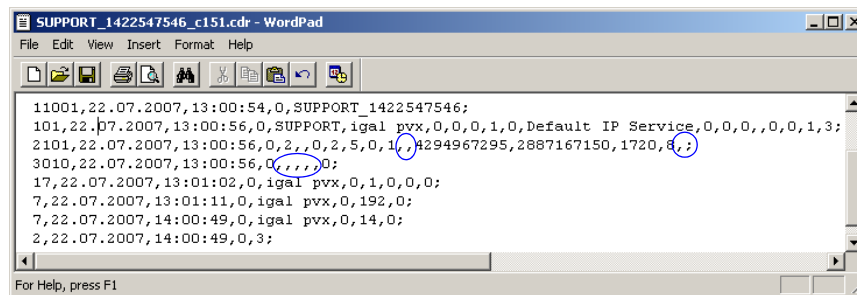 SUPPORT_1422547546_c151.cdr - WordPad
File Edit View Insert Format Help
11001,22.07.2007,13:00:54,0,SUPPORT_1422547546;
101,22.07.2007,13:00:56,0,SUPPORT,igal pvx,0,0,0,1,0,Default IP Service,0,0,0,,0,0,1,3;
2101,22.07.2007,13:00:56,0,2,,0,2,5,0,1,,4294967295,2887167150,1720,8,;
3010,22.07.2007,13:00:56,0,,,,,0;
17,22.07.2007,13:01:02,0,igal pvx,0,1,0,0,0;
7,22.07.2007,13:01:11,0,igal pvx,0,192,0;
7,22.07.2007,14:00:49,0,igal pvx,0,14,0;
2,22.07.2007,14:00:49,0,3;
For Help, press F1